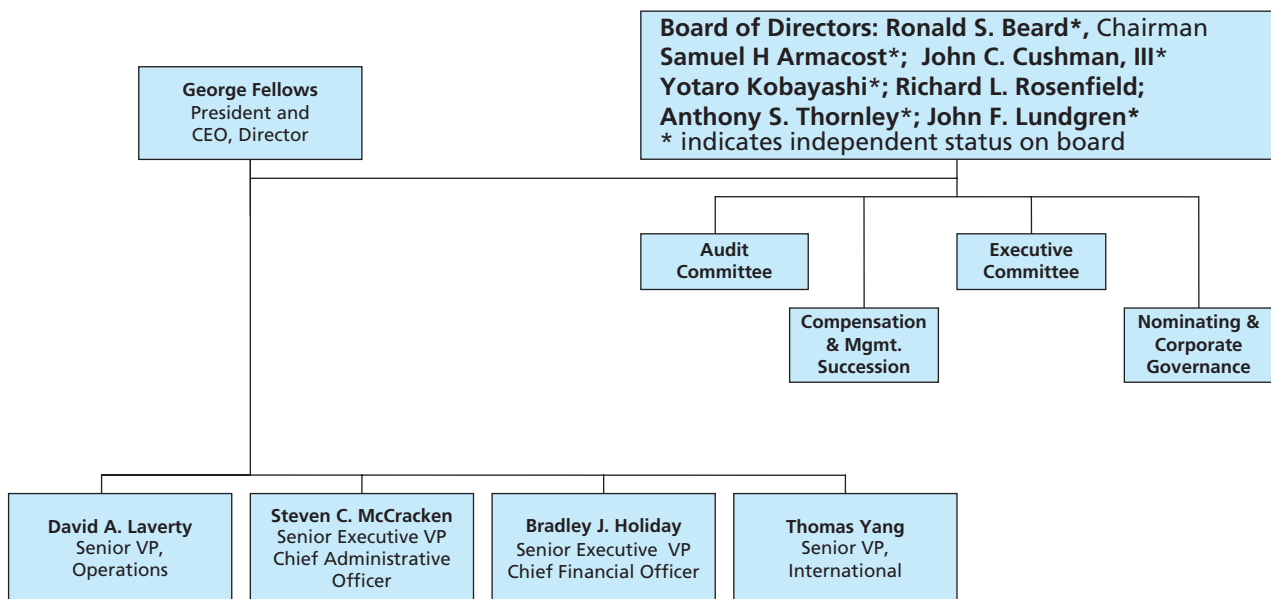 George Fellows
President and
CEO, Director
Board of Directors: Ronald S. Beard*, Chairman
Samuel H Armacost*; John C. Cushman, III*
Yotaro Kobayashi*; Richard L. Rosenfield;
Anthony S. Thornley*; John F. Lundgren*
* indicates independent status on board
Audit
Committee
Executive
Committee
Compensation
& Mgmt.
Succession
Nominating &
Corporate
Governance
David A. Laverty
Senior VP,
Operations
Steven C. McCracken
Senior Executive VP
Chief Administrative
Officer
Bradley J. Holiday
Senior Executive VP
Chief Financial Officer
Thomas Yang
Senior VP,
International